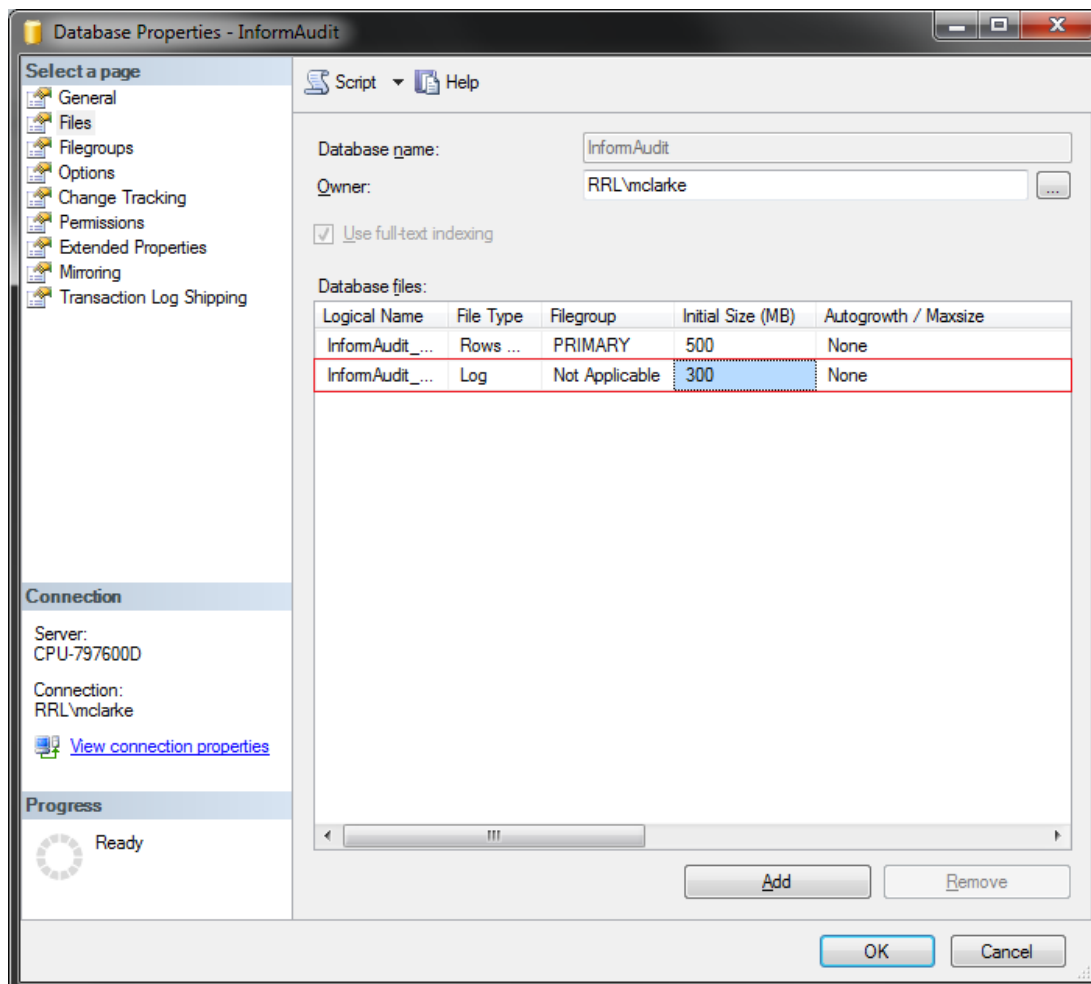 Database Properties - InformAudit
Select a page
General
Files
Filegroups
Options
Change Tracking
Permissions
Extended Properties
Mirroring
Transaction Log Shipping
Connection
Server:
CPU-797600D
Connection:
RRL\mclarke
View connection properties
Progress
Ready
Script Help
Database name: InformAudit
Owner: RRL\mclarke ...
Use full-text indexing
Database files:
Logical Name File Type Filegroup Initial Size (MB) Autogrowth / Maxsize
InformAudit_... Rows ... PRIMARY 500 None
InformAudit_... Log Not Applicable 300 None
Add Remove
OK Cancel